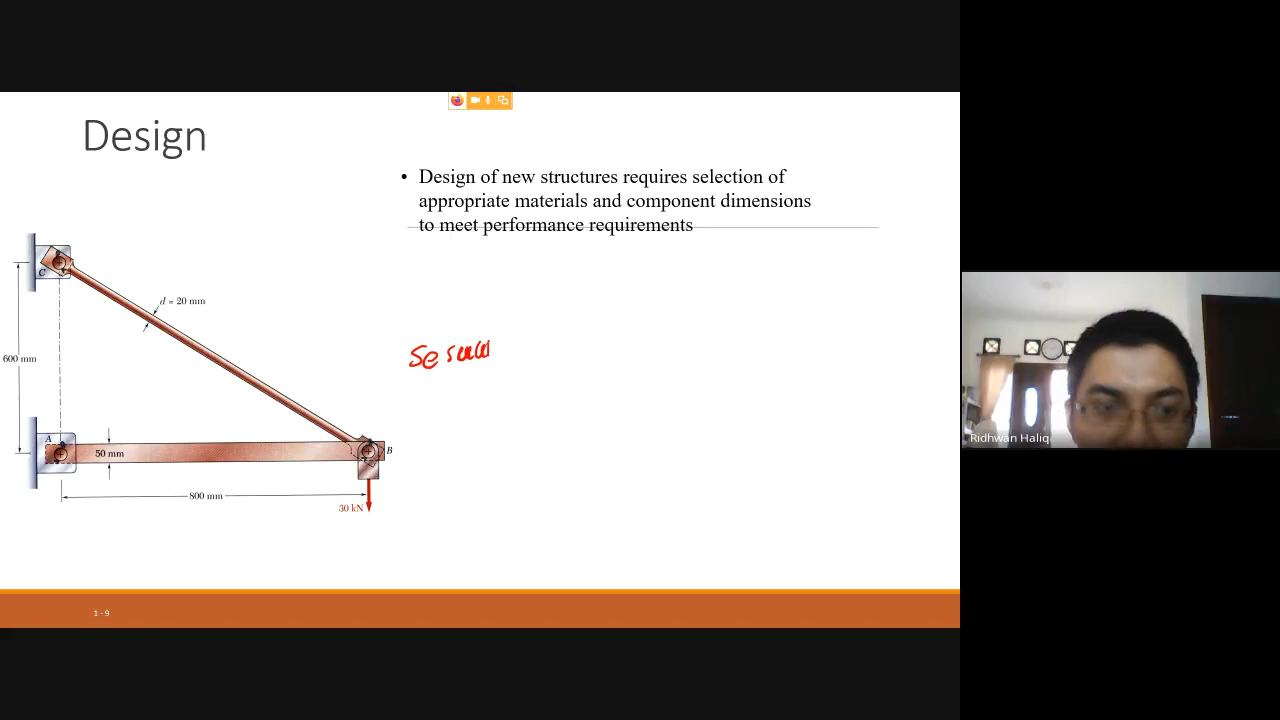 Design
• Design of new structures requires selection of
appropriate materials and component dimensions
to meet performance requirements
C
d = 20 mm
600 mm
A
50 mm
B
800 mm
30 kN
Ridhwan Haliq
1 - 9